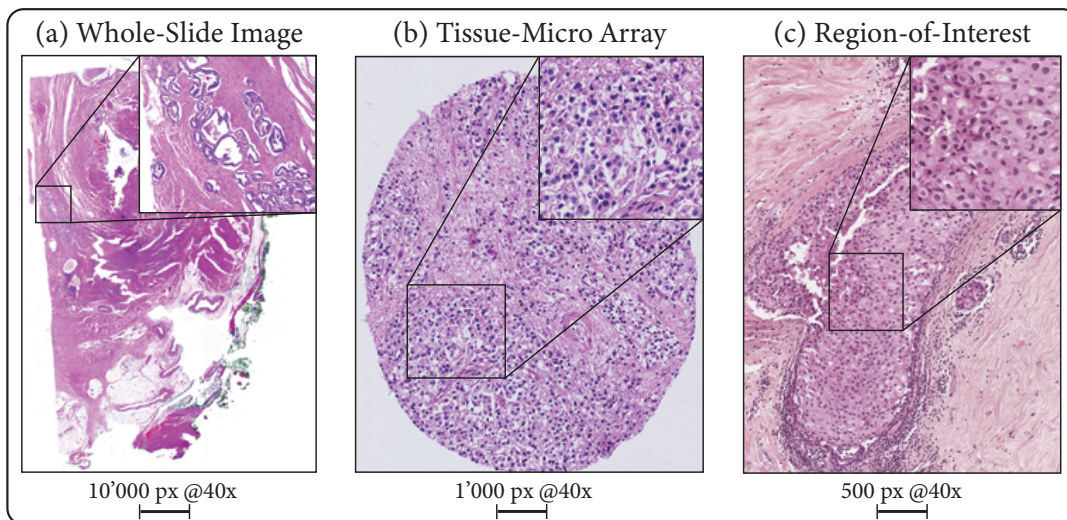 (a) Whole-Slide Image
(b) Tissue-Micro Array
(c) Region-of-Interest
10’000 px @40x
1’000 px @40x
500 px @40x